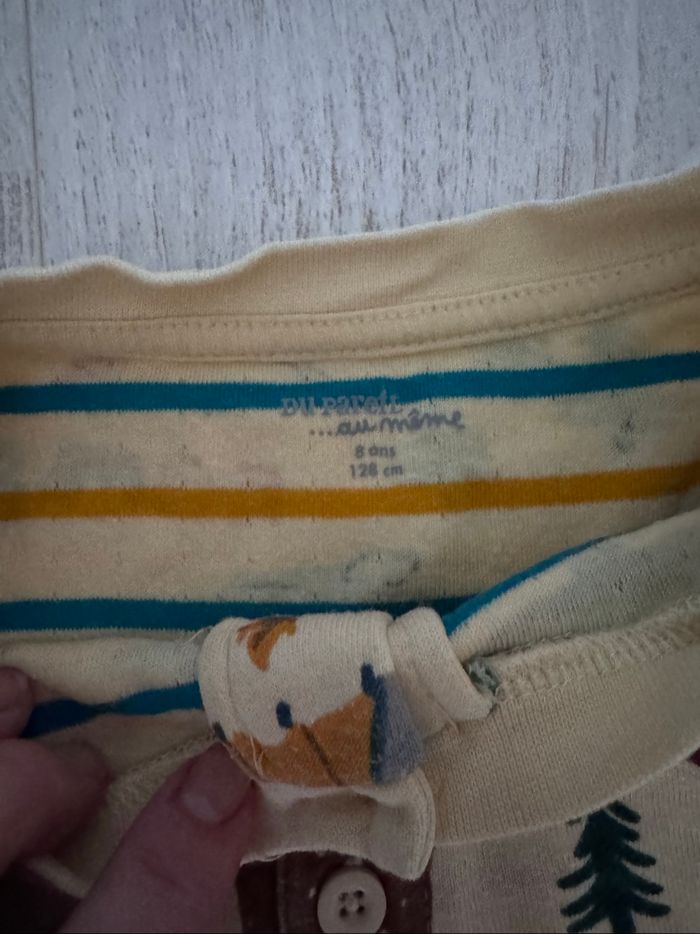 DU PAREIL
...au même
8 ans
128 cm